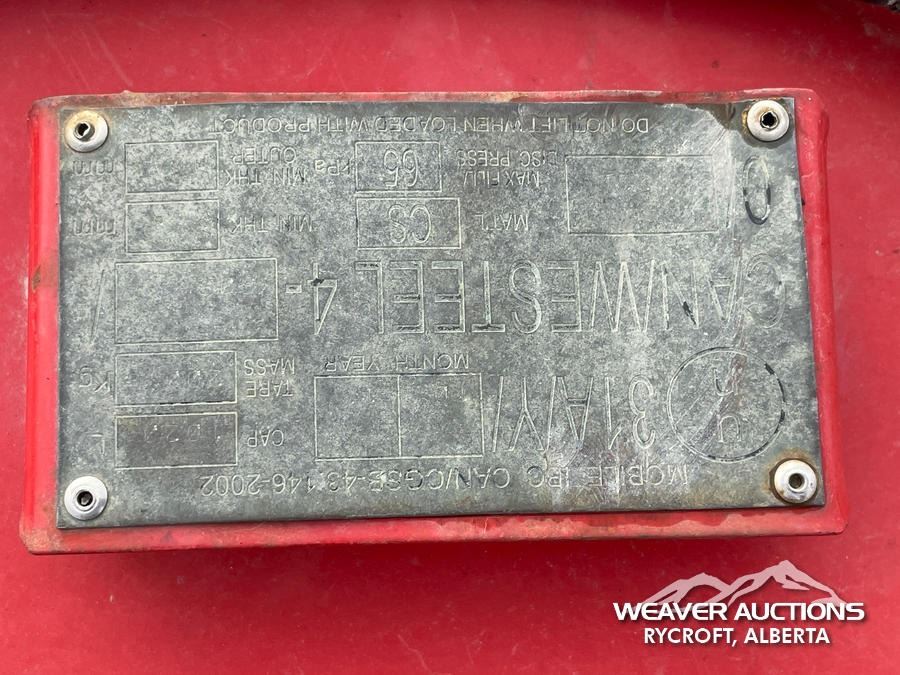 MOBILE IBC CAN/CGSB-43.146-2002
u n 31A/Y/ MONTH YEAR
CAP L
TARE MASS Kg
CANWESTEEL 4- /
MAT'L CS
MIN. THK mm
MAX FILL/ DISC PRESS 65 kPa
MIN. THK OUTER mm
DO NOT LIFT WHEN LOADED WITH PRODUCT
WEAVER AUCTIONS
RYCROFT, ALBERTA